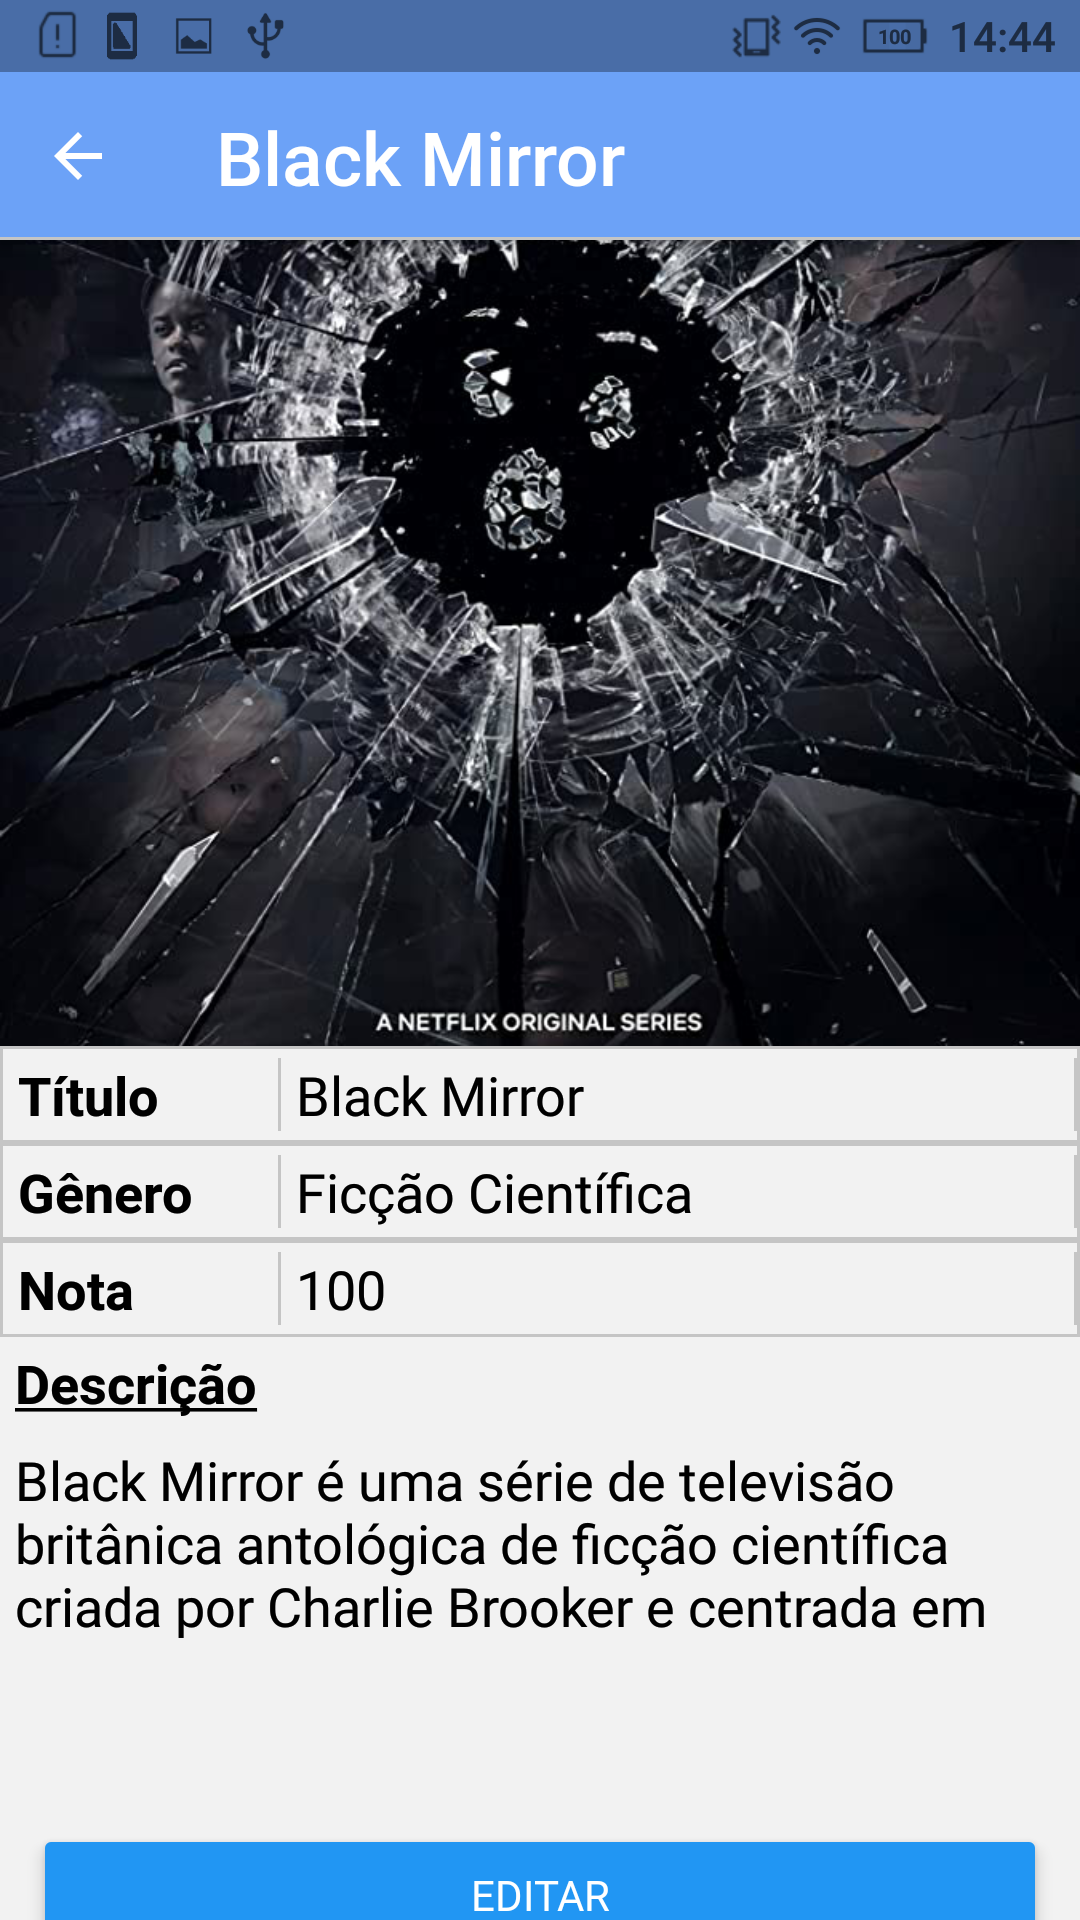 100 14:44
Black Mirror
A NETFLIX ORIGINAL SERIES
Título Black Mirror
Gênero Ficção Científica
Nota 100
Descrição
Black Mirror é uma série de televisão
britânica antológica de ficção científica
criada por Charlie Brooker e centrada em
EDITAR